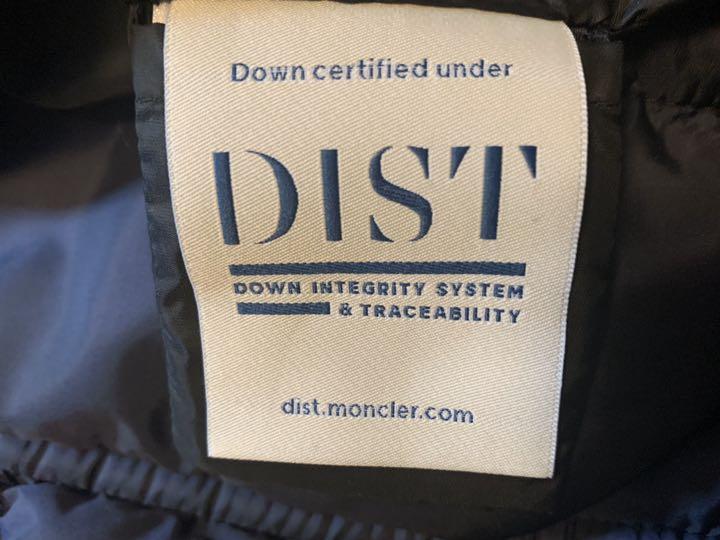 Down certified under
DIST
DOWN INTEGRITY SYSTEM
& TRACEABILITY
dist.moncler.com